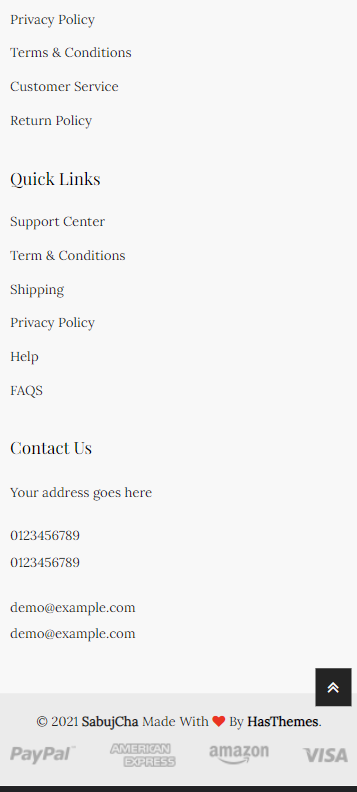 Privacy Policy
Terms & Conditions
Customer Service
Return Policy
Quick Links
Support Center
Term & Conditions
Shipping
Privacy Policy
Help
FAQS
Contact Us
Your address goes here
0123456789
0123456789
demo@example.com
demo@example.com
© 2021 SabujCha Made With ❤ By HasThemes.
PayPal™ AMERICAN EXPRESS amazon VISA